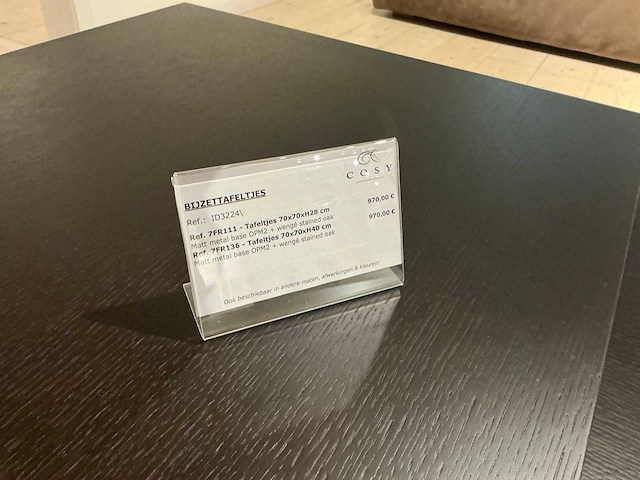 COSY
BIJZETTAFELTJES
Ref.: ID3224\
Ref. 7FR111 - Tafeltjes 70x70xH28 cm 970,00 €
Matt metal base OPM2 + wengé stained oak
Ref. 7FR136 - Tafeltjes 70x70xH40 cm 970,00 €
Matt metal base OPM2 + wengé stained oak
Ook beschikbaar in andere maten, afwerkingen & kleuren!